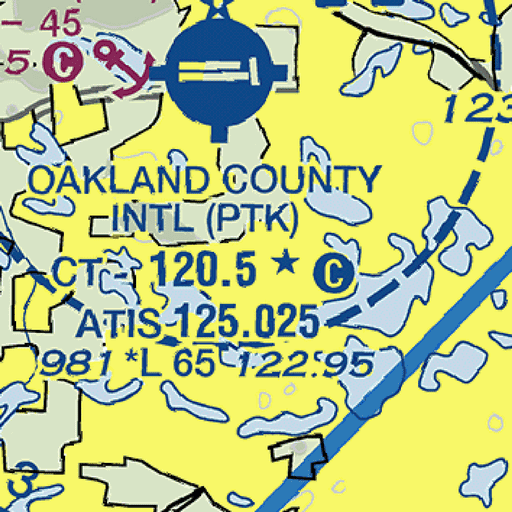 - 45
5 C
123
OAKLAND COUNTY
INTL (PTK)
CT - 120.5 * C
ATIS 125.025
981 *L 65 122.95
3